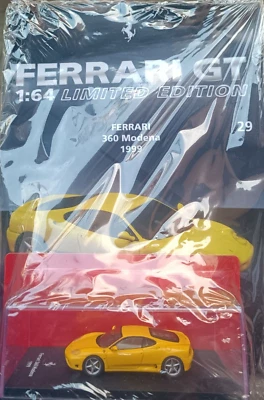 FERRARI GT
1:64 LIMITED EDITION
FERRARI 29
360 Modena
1999